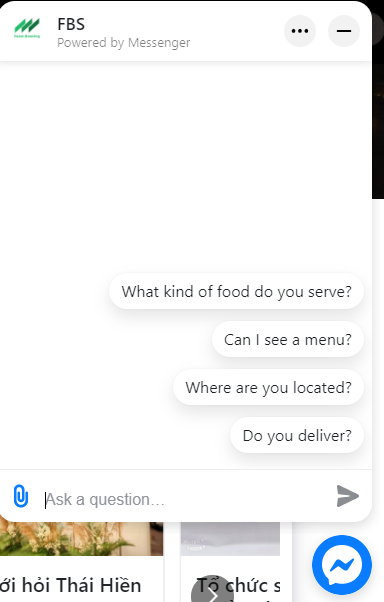 FBS
Powered by Messenger
What kind of food do you serve?
Can I see a menu?
Where are you located?
Do you deliver?
Ask a question...
ới hỏi Thái Hiền
Tổ chức s